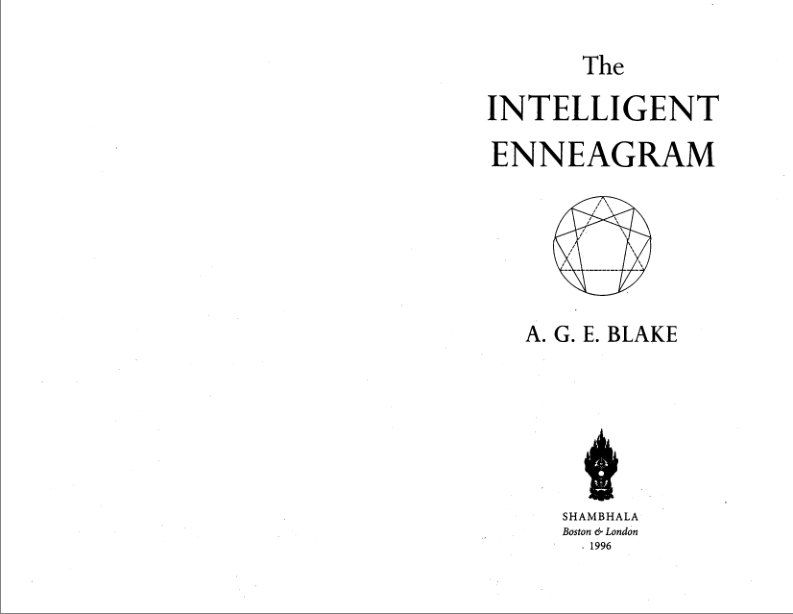 The
INTELLIGENT
ENNEAGRAM
A. G. E. BLAKE
SHAMBHALA
Boston & London
1996